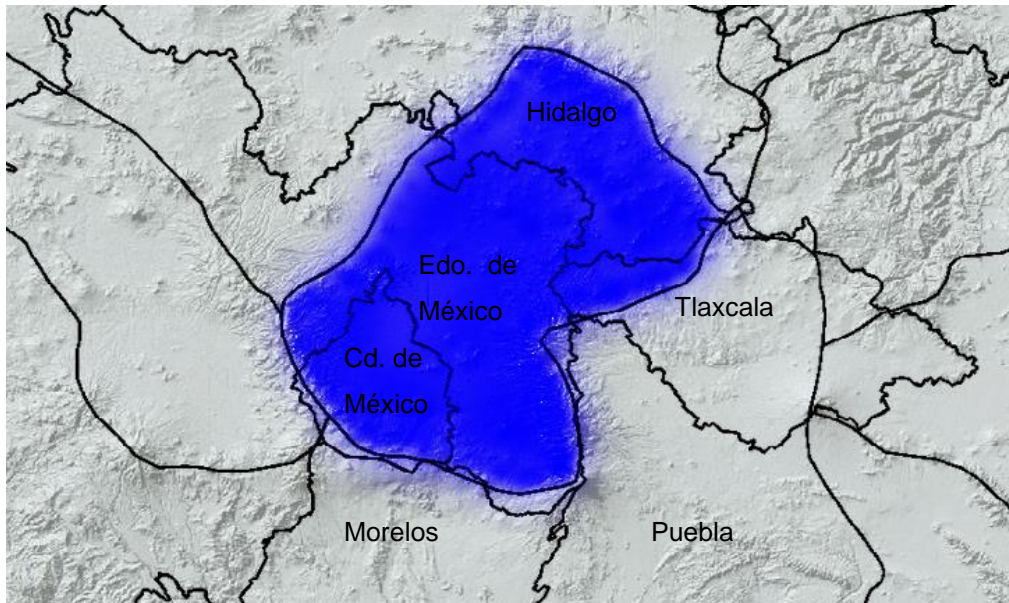 Hidalgo
Edo. de
México
Tlaxcala
Cd. de
México
Morelos
Puebla